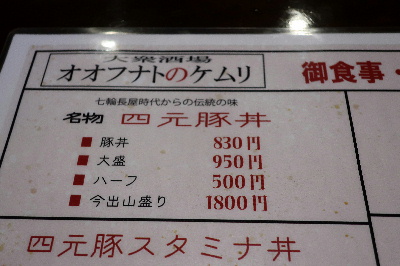 大衆酒場
オオフナトのケムリ
御食事・
七輪長屋時代からの伝統の味
名物 四元豚丼
■ 豚丼 830円
■ 大盛 950円
■ ハーフ 500円
■ 今出山盛り 1800円
四元豚スタミナ丼